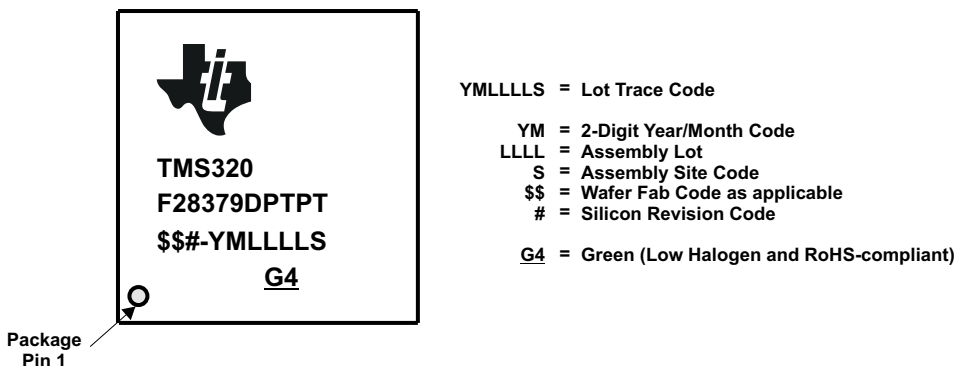 TMS320
F28379DPTPT
$$#-YMLLLLS
G4
Package
Pin 1
YMLLLLS = Lot Trace Code
YM = 2-Digit Year/Month Code
LLLL = Assembly Lot
S = Assembly Site Code
$$ = Wafer Fab Code as applicable
# = Silicon Revision Code
G4 = Green (Low Halogen and RoHS-compliant)